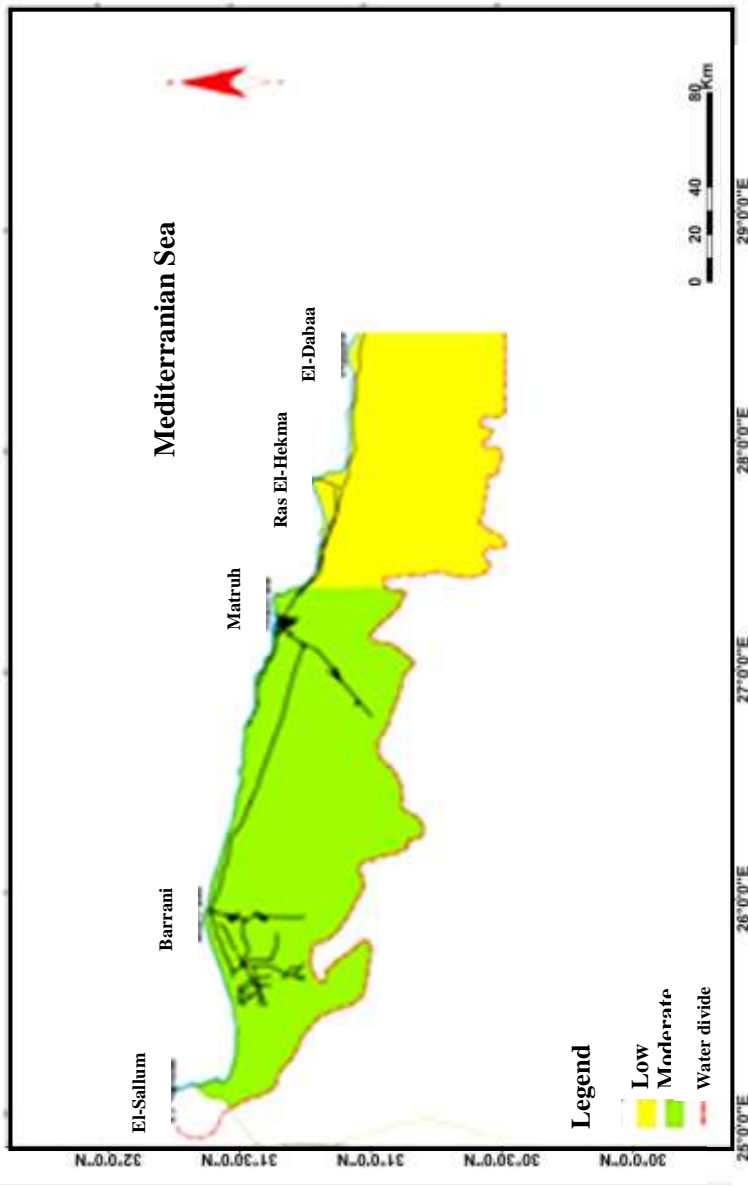 Mediterranian Sea
El-Sallum
Barrani
Matruh
Ras El-Hekma
El-Dabaa
32°0'0"N
31°30'0"N
31°0'0"N
30°30'0"N
30°0'0"N
Legend
Low
Moderate
Water divide
0 20 40 80
Km
25°0'0"E 26°0'0"E 27°0'0"E 28°0'0"E 29°0'0"E